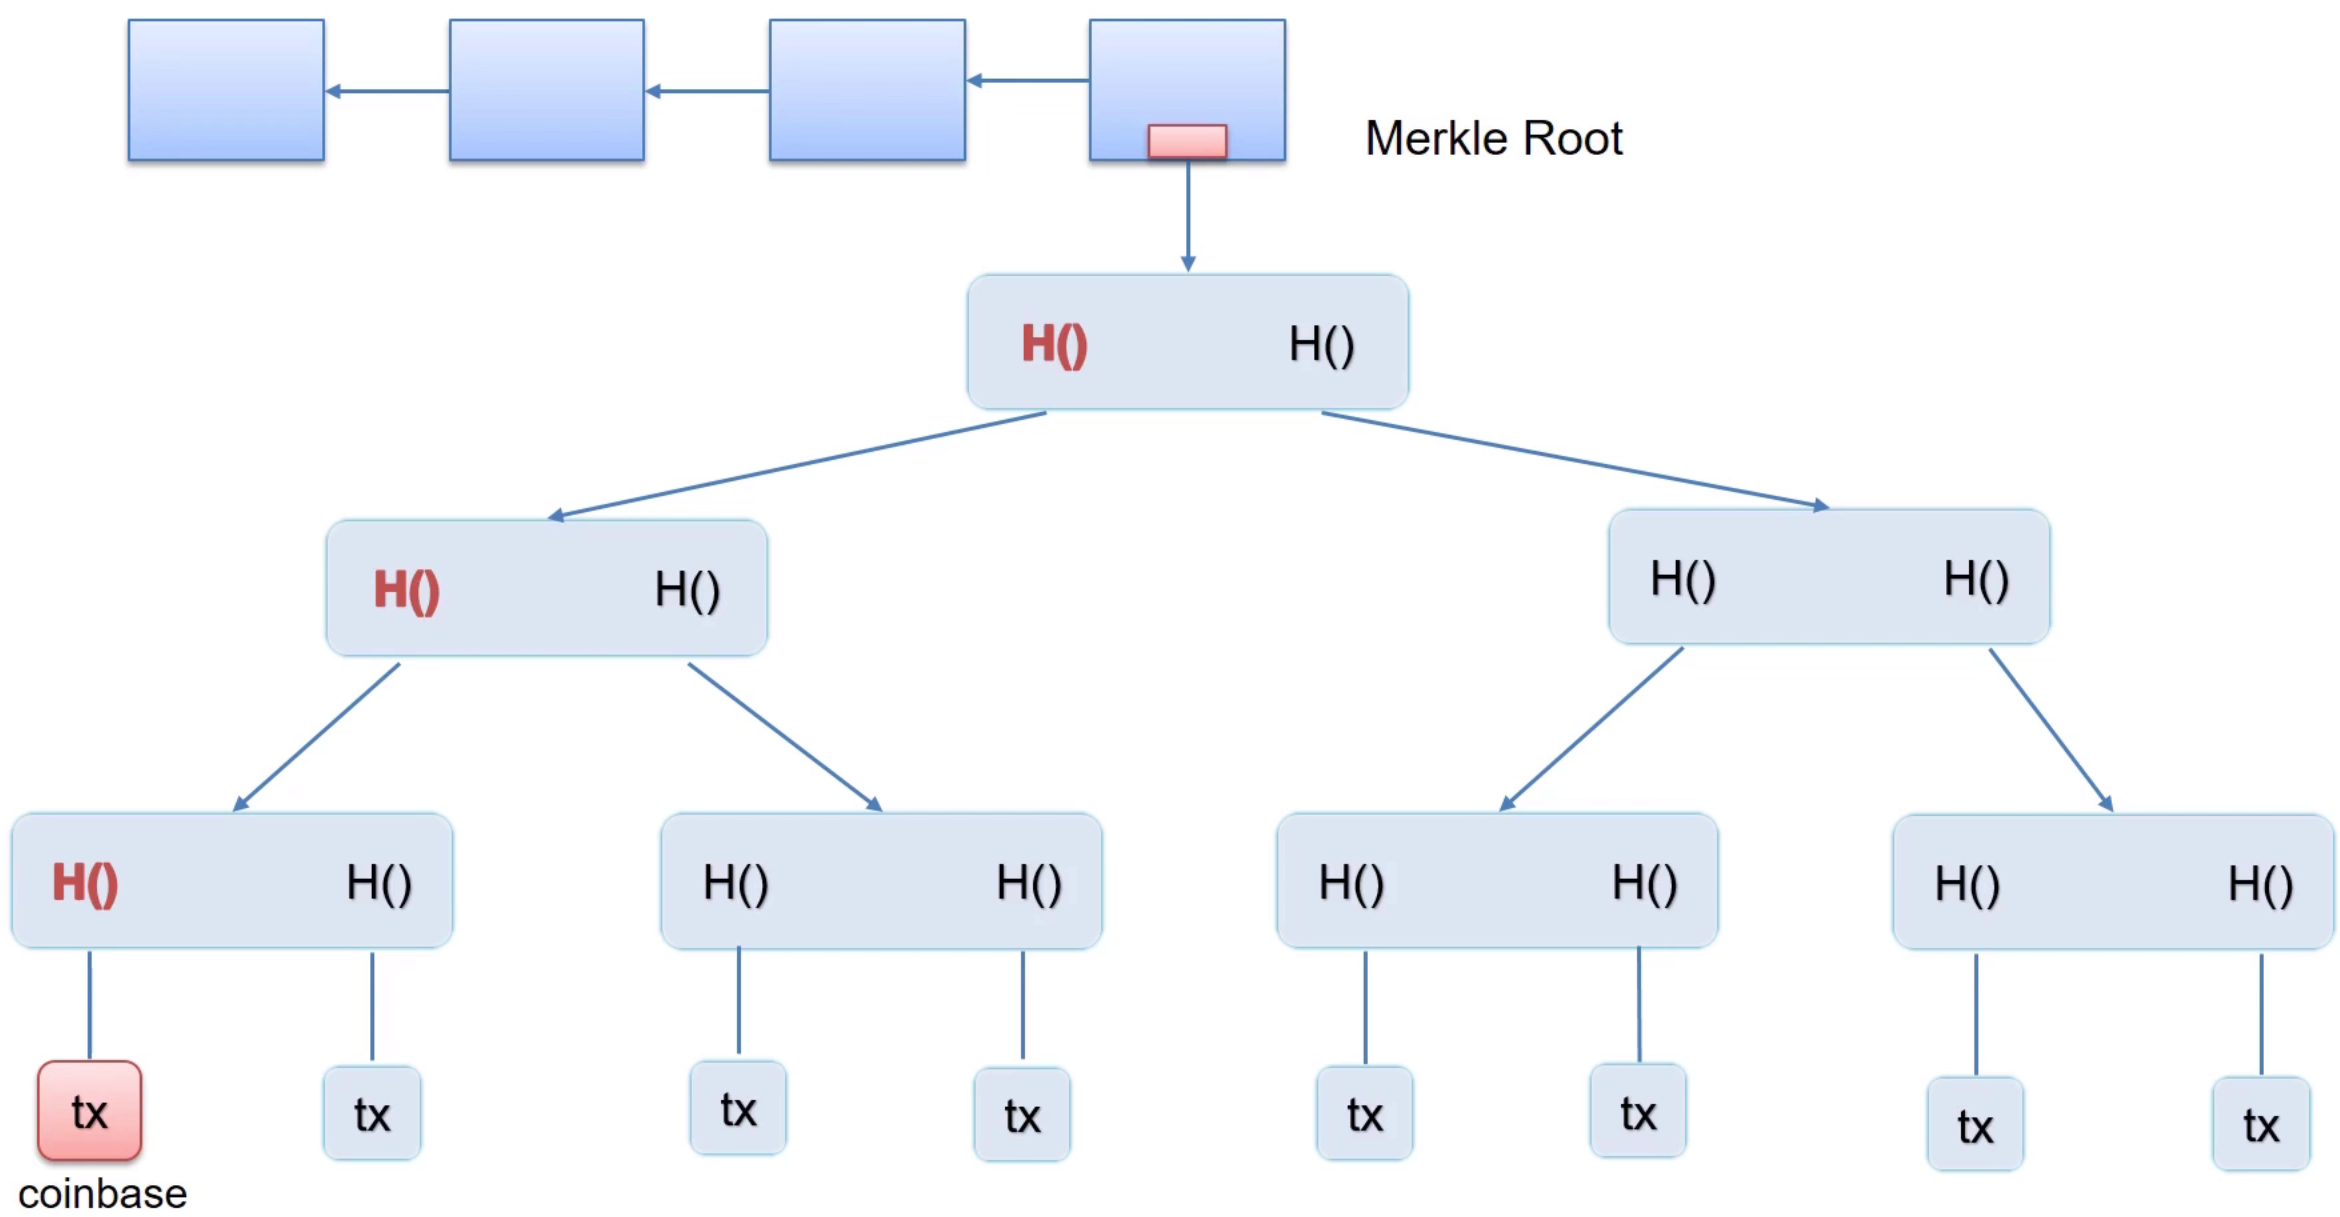 Merkle Root
H() H()
H() H() H() H()
H() H() H() H() H() H() H() H()
tx tx tx tx tx tx tx tx
coinbase